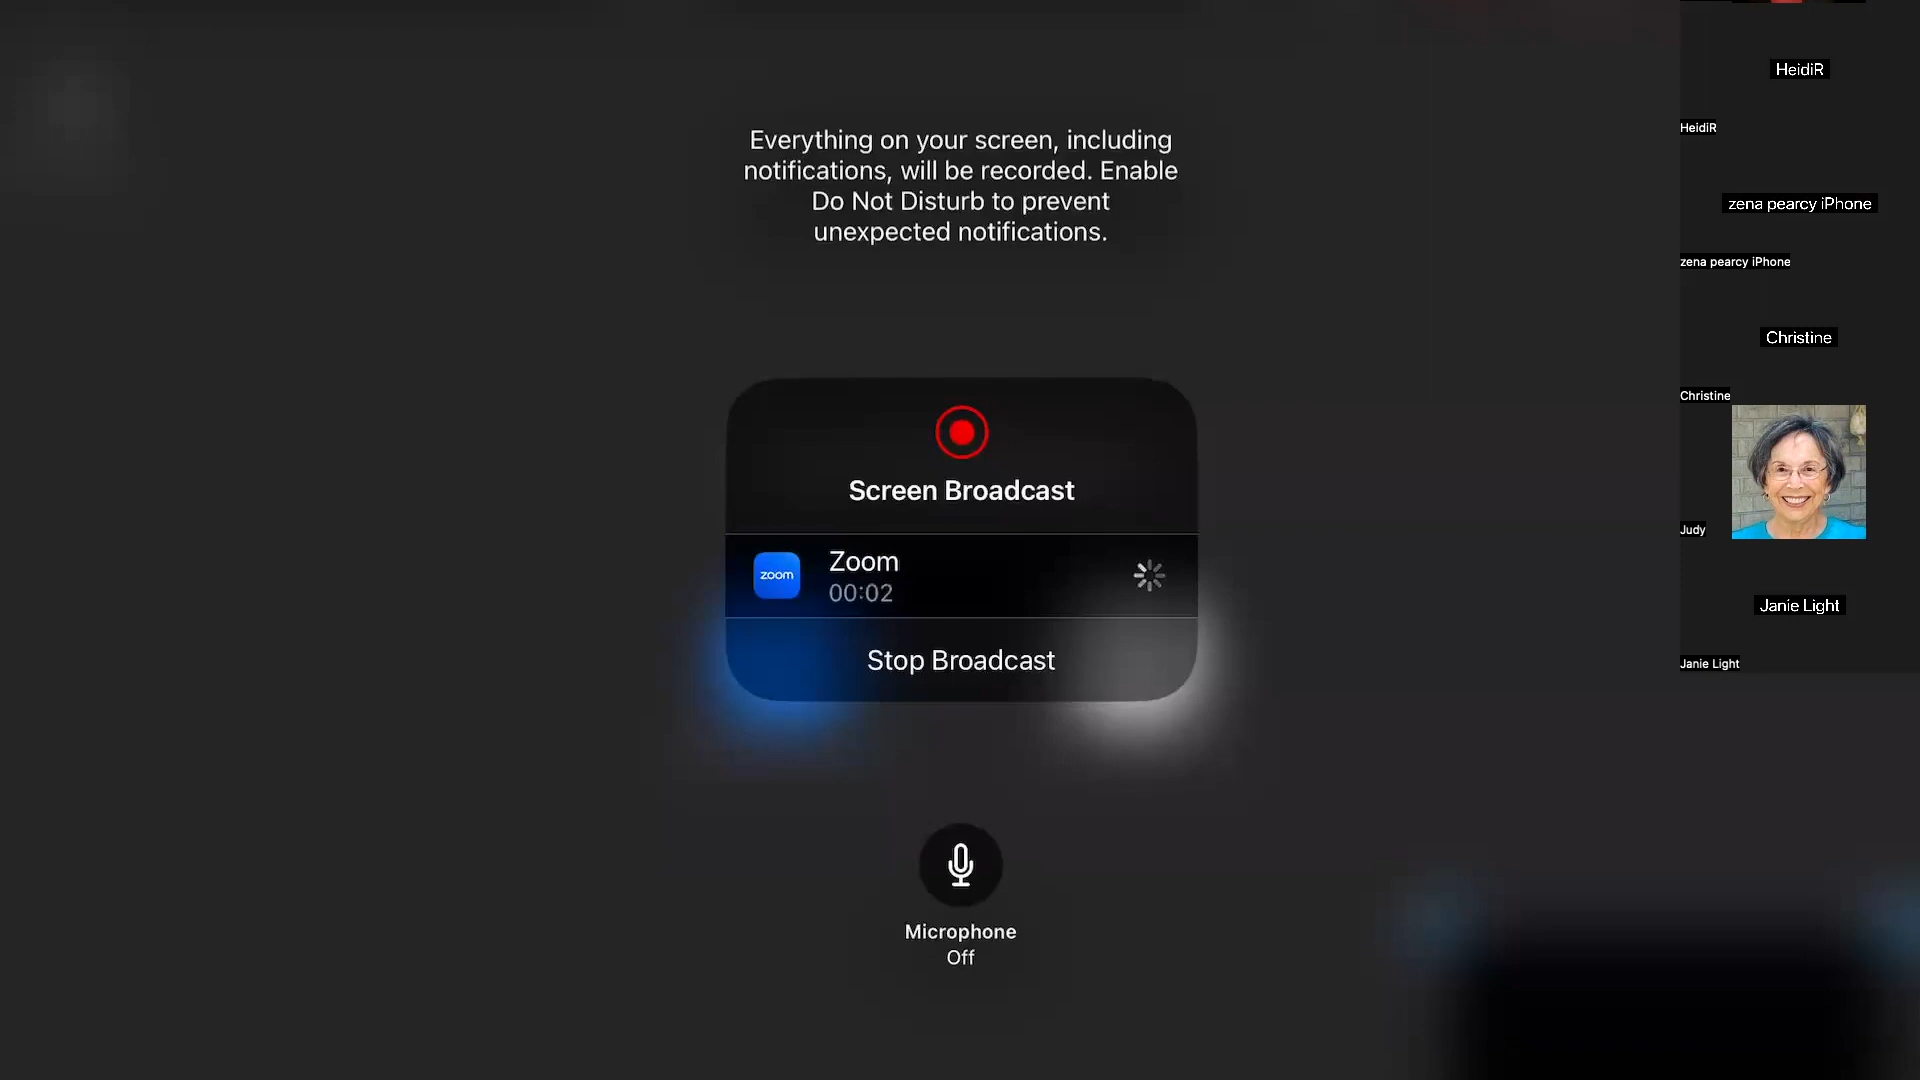 Everything on your screen, including
notifications, will be recorded. Enable
Do Not Disturb to prevent
unexpected notifications.
Screen Broadcast
zoom
Zoom
00:02
Stop Broadcast
Microphone
Off
HeidiR
HeidiR
zena pearcy iPhone
zena pearcy iPhone
Christine
Christine
Judy
Janie Light
Janie Light